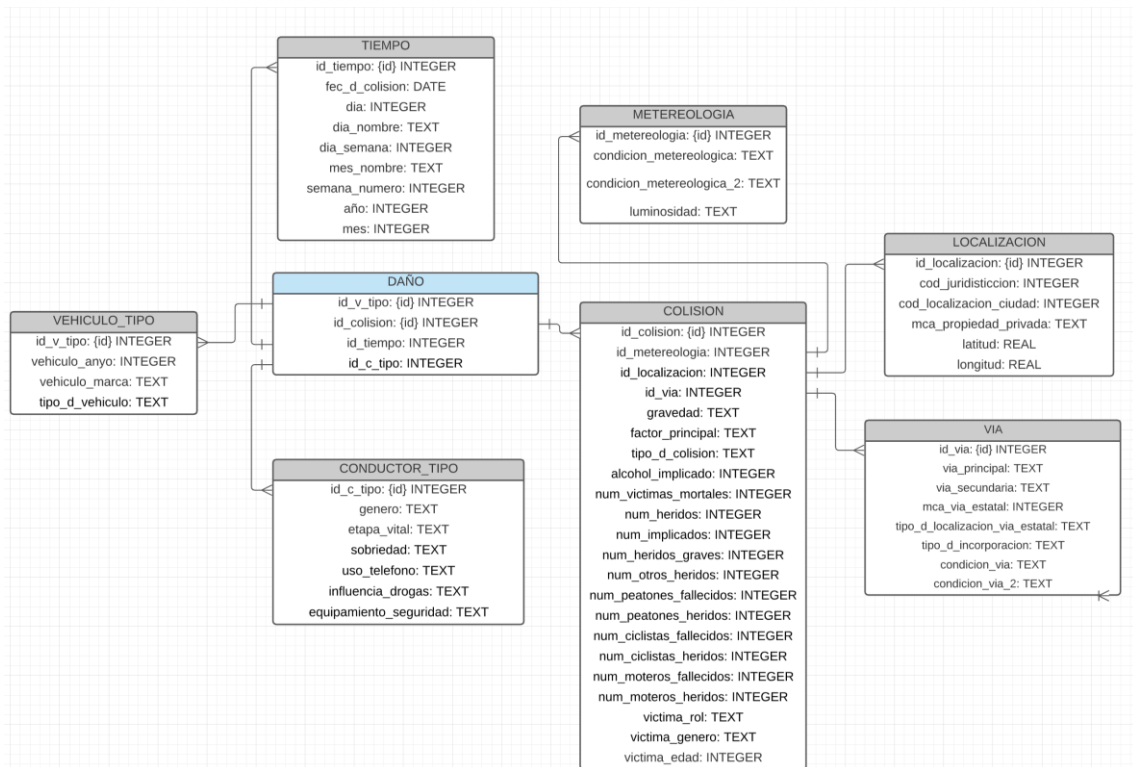 TIEMPO
id_tiempo: {id} INTEGER
fec_d_colision: DATE
dia: INTEGER
dia_nombre: TEXT
dia_semana: INTEGER
mes_nombre: TEXT
semana_numero: INTEGER
año: INTEGER
mes: INTEGER
METEREOLOGIA
id_metereologia: {id} INTEGER
condicion_metereologica: TEXT
condicion_metereologica_2: TEXT
luminosidad: TEXT
LOCALIZACION
id_localizacion: {id} INTEGER
cod_juridisticcion: INTEGER
cod_localizacion_ciudad: INTEGER
mca_propiedad_privada: TEXT
latitud: REAL
longitud: REAL
DAÑO
id_v_tipo: {id} INTEGER
id_colision: {id} INTEGER
id_tiempo: INTEGER
id_c_tipo: INTEGER
VEHICULO_TIPO
id_v_tipo: {id} INTEGER
vehiculo_anyo: INTEGER
vehiculo_marca: TEXT
tipo_d_vehiculo: TEXT
COLISION
id_colision: {id} INTEGER
id_metereologia: INTEGER
id_localizacion: INTEGER
id_via: INTEGER
gravedad: TEXT
factor_principal: TEXT
tipo_d_colision: TEXT
alcohol_implicado: INTEGER
num_victimas_mortales: INTEGER
num_heridos: INTEGER
num_implicados: INTEGER
num_heridos_graves: INTEGER
num_otros_heridos: INTEGER
num_peatones_fallecidos: INTEGER
num_peatones_heridos: INTEGER
num_ciclistas_fallecidos: INTEGER
num_ciclistas_heridos: INTEGER
num_moteros_fallecidos: INTEGER
num_moteros_heridos: INTEGER
victima_rol: TEXT
victima_genero: TEXT
victima_edad: INTEGER
VIA
id_via: {id} INTEGER
via_principal: TEXT
via_secundaria: TEXT
mca_via_estatal: INTEGER
tipo_d_localizacion_via_estatal: TEXT
tipo_d_incorporacion: TEXT
condicion_via: TEXT
condicion_via_2: TEXT
CONDUCTOR_TIPO
id_c_tipo: {id} INTEGER
genero: TEXT
etapa_vital: TEXT
sobriedad: TEXT
uso_telefono: TEXT
influencia_drogas: TEXT
equipamiento_seguridad: TEXT